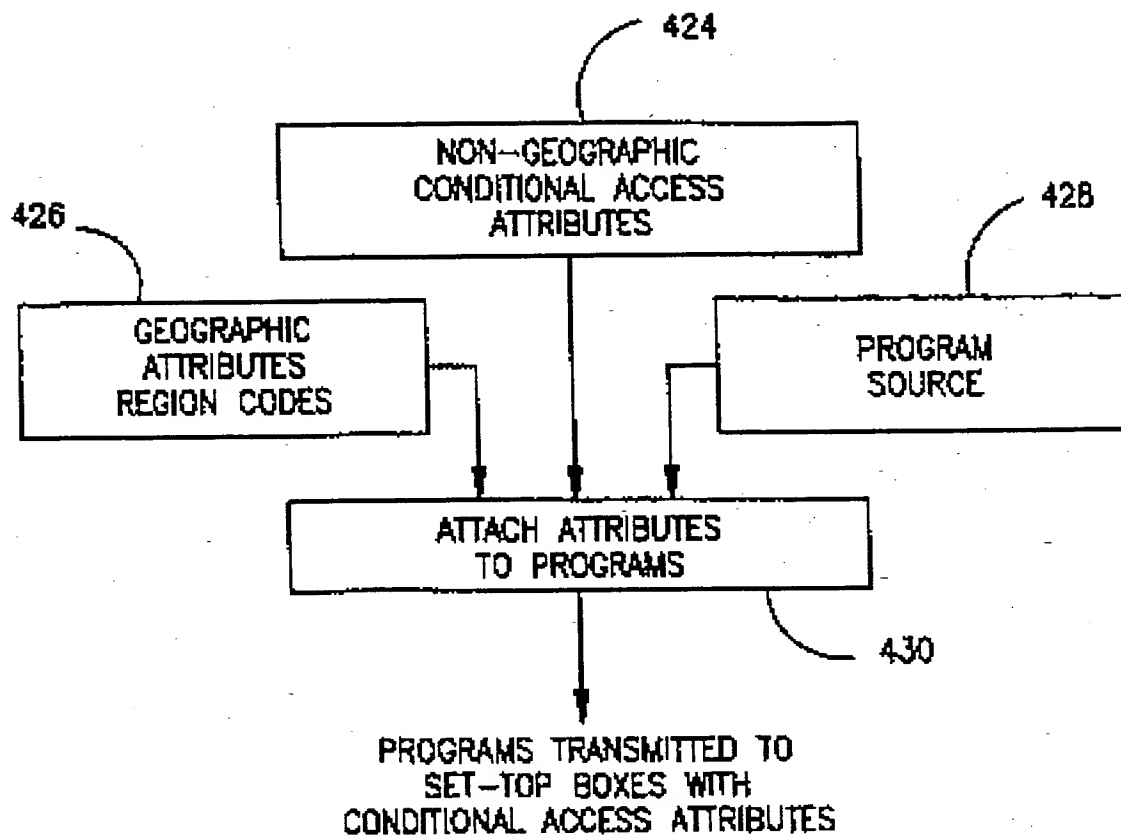 424
NON-GEOGRAPHIC
CONDITIONAL ACCESS
ATTRIBUTES
426
GEOGRAPHIC
ATTRIBUTES
REGION CODES
428
PROGRAM
SOURCE
ATTACH ATTRIBUTES
TO PROGRAMS
430
PROGRAMS TRANSMITTED TO
SET-TOP BOXES WITH
CONDITIONAL ACCESS ATTRIBUTES